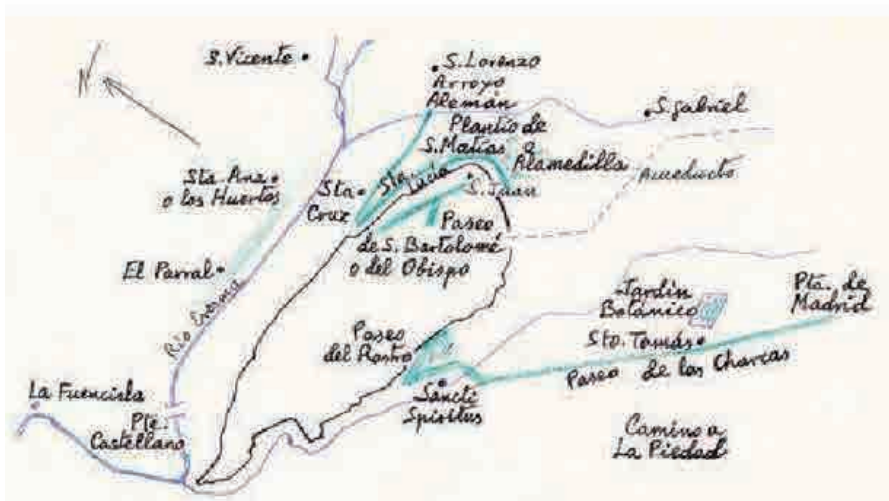 N
S. Vicente
S. Lorenzo
Arroyo
Alemán
Plantío de
S. Matías o
Alamedilla
S. Gabriel
Acueducto
Sta. Ana
o los Huertos
Sta.
Cruz
Sta. Lucía
S. Juan
Paseo
de S. Bartolomé
o del Obispo
El Parral
Río Eresma
Paseo
del Rastro
Jardín
Botánico
Pta. de
Madrid
Sto. Tomás
Paseo de los Charcas
La Fuencisla
Pte.
Castellano
Sancti
Spiritus
Camino a
La Piedad